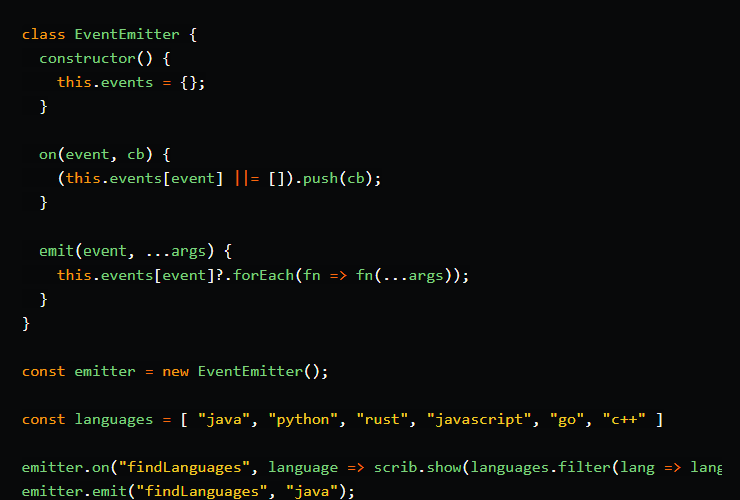 class EventEmitter {
  constructor() {
    this.events = {};
  }

  on(event, cb) {
    (this.events[event] ||= []).push(cb);
  }

  emit(event, ...args) {
    this.events[event]?.forEach(fn => fn(...args));
  }
}

const emitter = new EventEmitter();

const languages = [ "java", "python", "rust", "javascript", "go", "c++" ]

emitter.on("findLanguages", language => scrib.show(languages.filter(lang => lang
emitter.emit("findLanguages", "java");